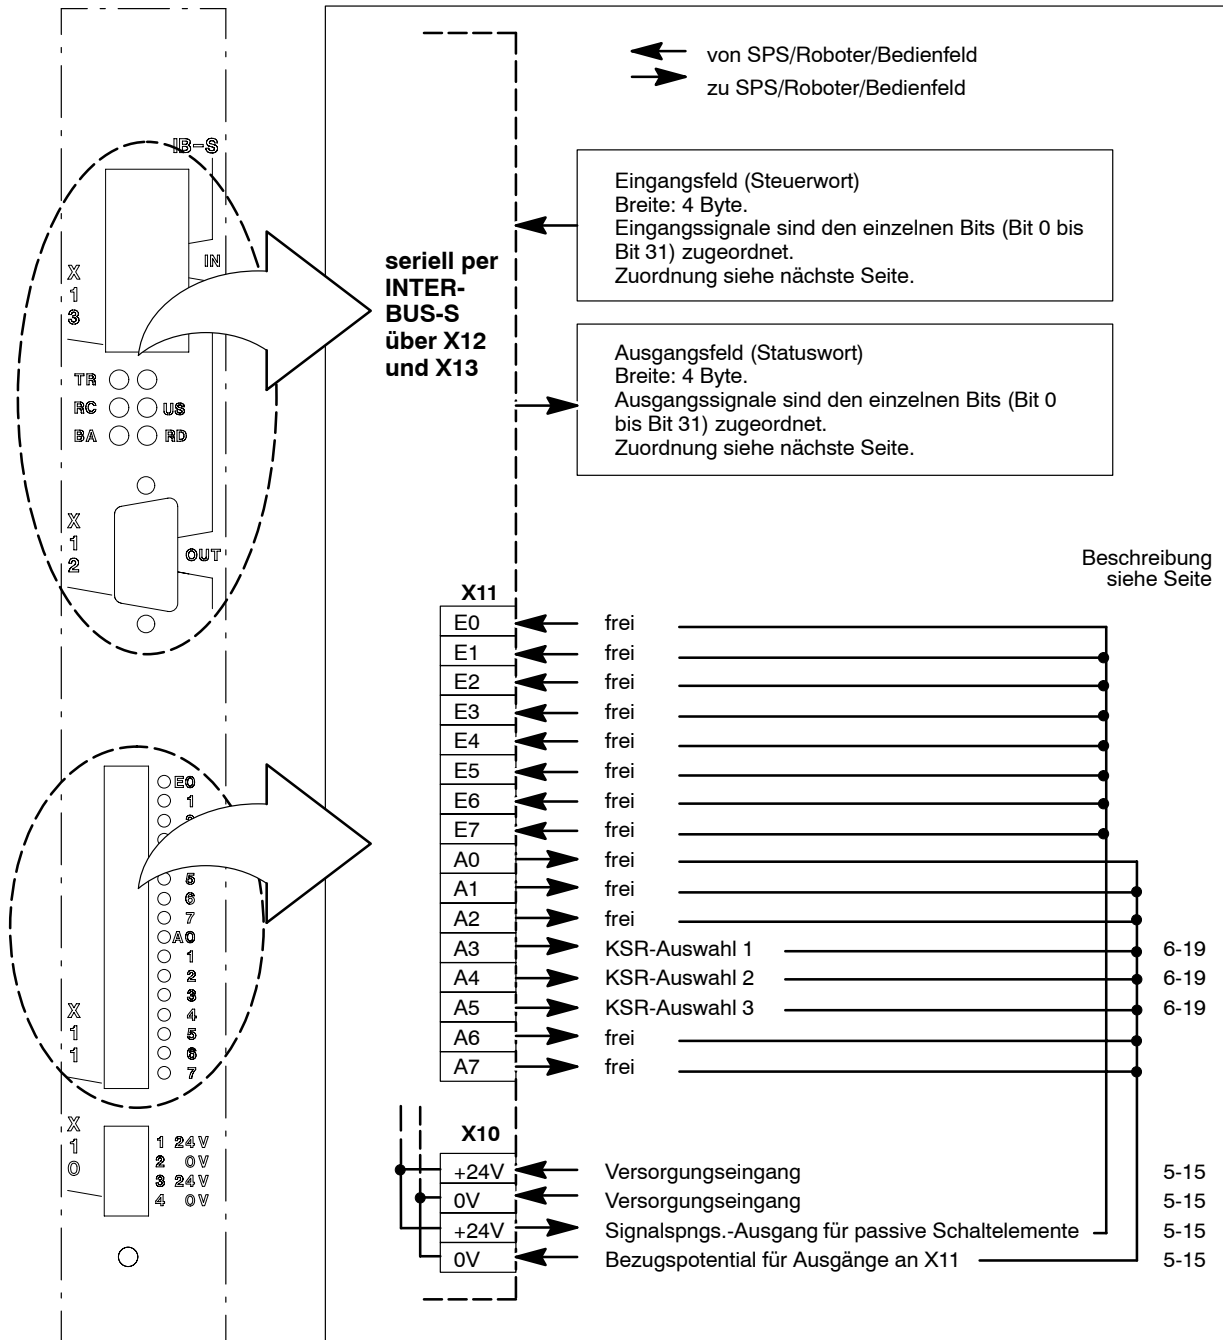 von SPS/Roboter/Bedienfeld
zu SPS/Roboter/Bedienfeld
IB-S
IN
X
1
3
TR
RC
US
BA
RD
X
1
2
OUT
seriell per
INTER-
BUS-S
über X12
und X13
Eingangsfeld (Steuerwort)
Breite: 4 Byte.
Eingangssignale sind den einzelnen Bits (Bit 0 bis
Bit 31) zugeordnet.
Zuordnung siehe nächste Seite.
Ausgangsfeld (Statuswort)
Breite: 4 Byte.
Ausgangssignale sind den einzelnen Bits (Bit 0
bis Bit 31) zugeordnet.
Zuordnung siehe nächste Seite.
Beschreibung
siehe Seite
X11
E0 frei
E1 frei
E2 frei
E3 frei
E4 frei
E5 frei
E6 frei
E7 frei
A0 frei
A1 frei
A2 frei
A3 KSR-Auswahl 1 6-19
A4 KSR-Auswahl 2 6-19
A5 KSR-Auswahl 3 6-19
A6 frei
A7 frei
E0
1
5
6
7
A0
1
2
3
4
5
6
7
X
1
1
X
1
0
1 24V
2 0V
3 24V
4 0V
X10
+24V Versorgungseingang 5-15
0V Versorgungseingang 5-15
+24V Signalspngs.-Ausgang für passive Schaltelemente 5-15
0V Bezugspotential für Ausgänge an X11 5-15